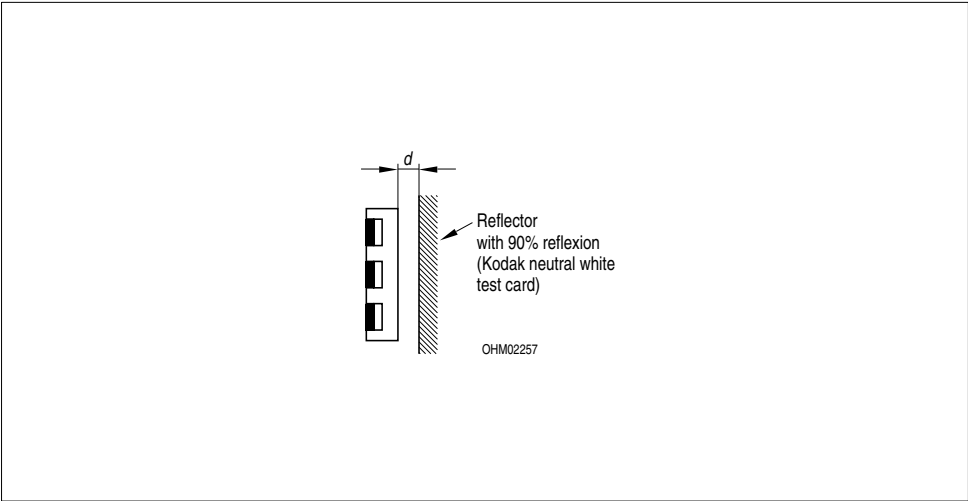 d
Reflector
with 90% reflexion
(Kodak neutral white
test card)
OHM02257